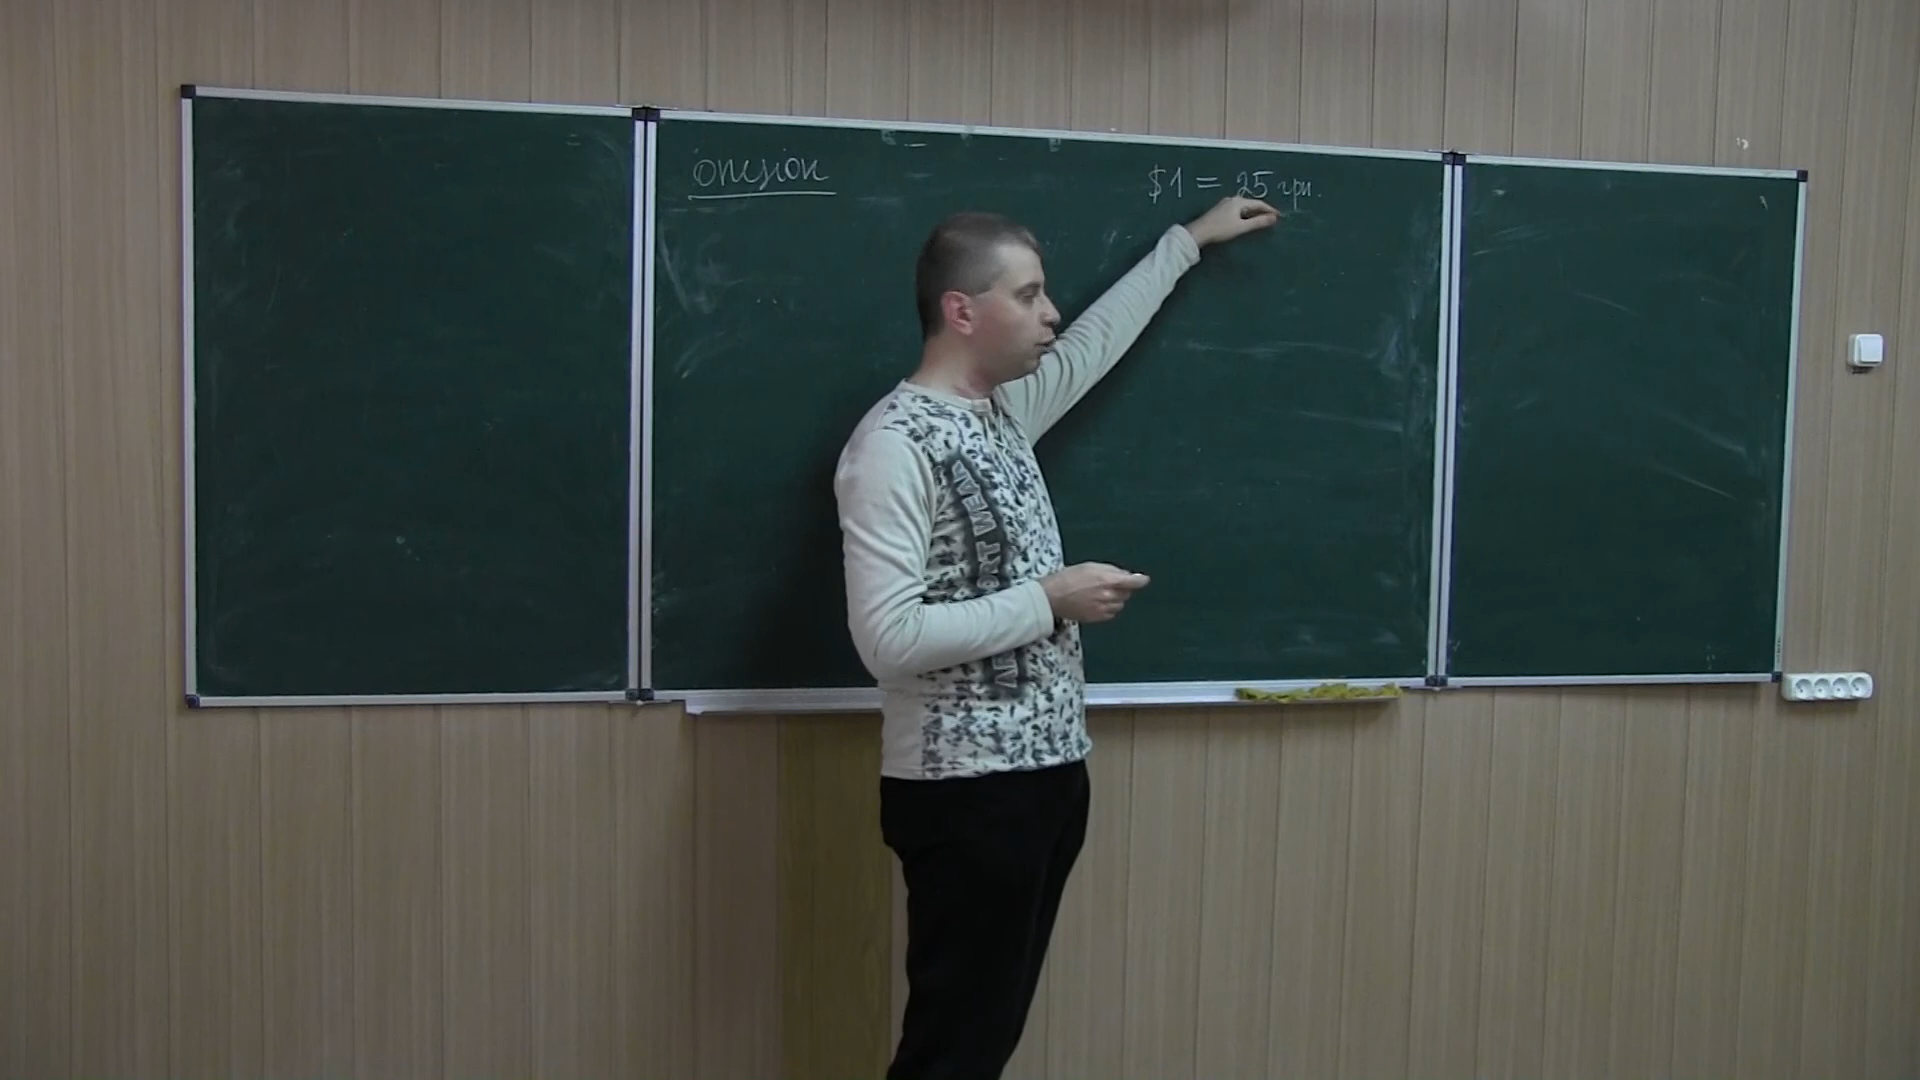 опціон
$1 = 25 грн.